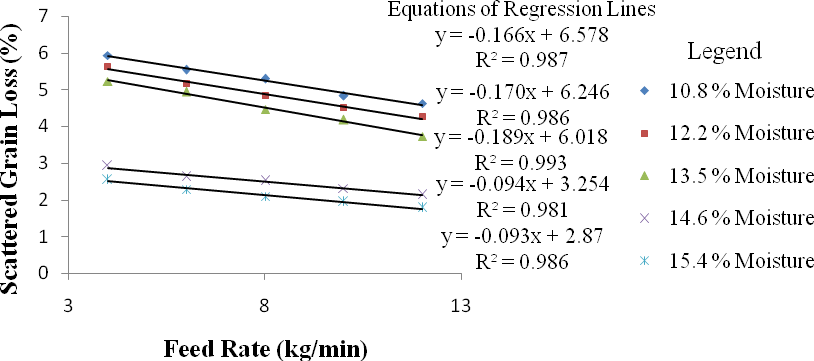 Equations of Regression Lines
y = -0.166x + 6.578
R² = 0.987
y = -0.170x + 6.246
R² = 0.986
y = -0.189x + 6.018
R² = 0.993
y = -0.094x + 3.254
R² = 0.981
y = -0.093x + 2.87
R² = 0.986
Legend
10.8 % Moisture
12.2 % Moisture
13.5 % Moisture
14.6 % Moisture
15.4 % Moisture
Scattered Grain Loss (%)
7
6
5
4
3
2
1
0
3 8 13
Feed Rate (kg/min)